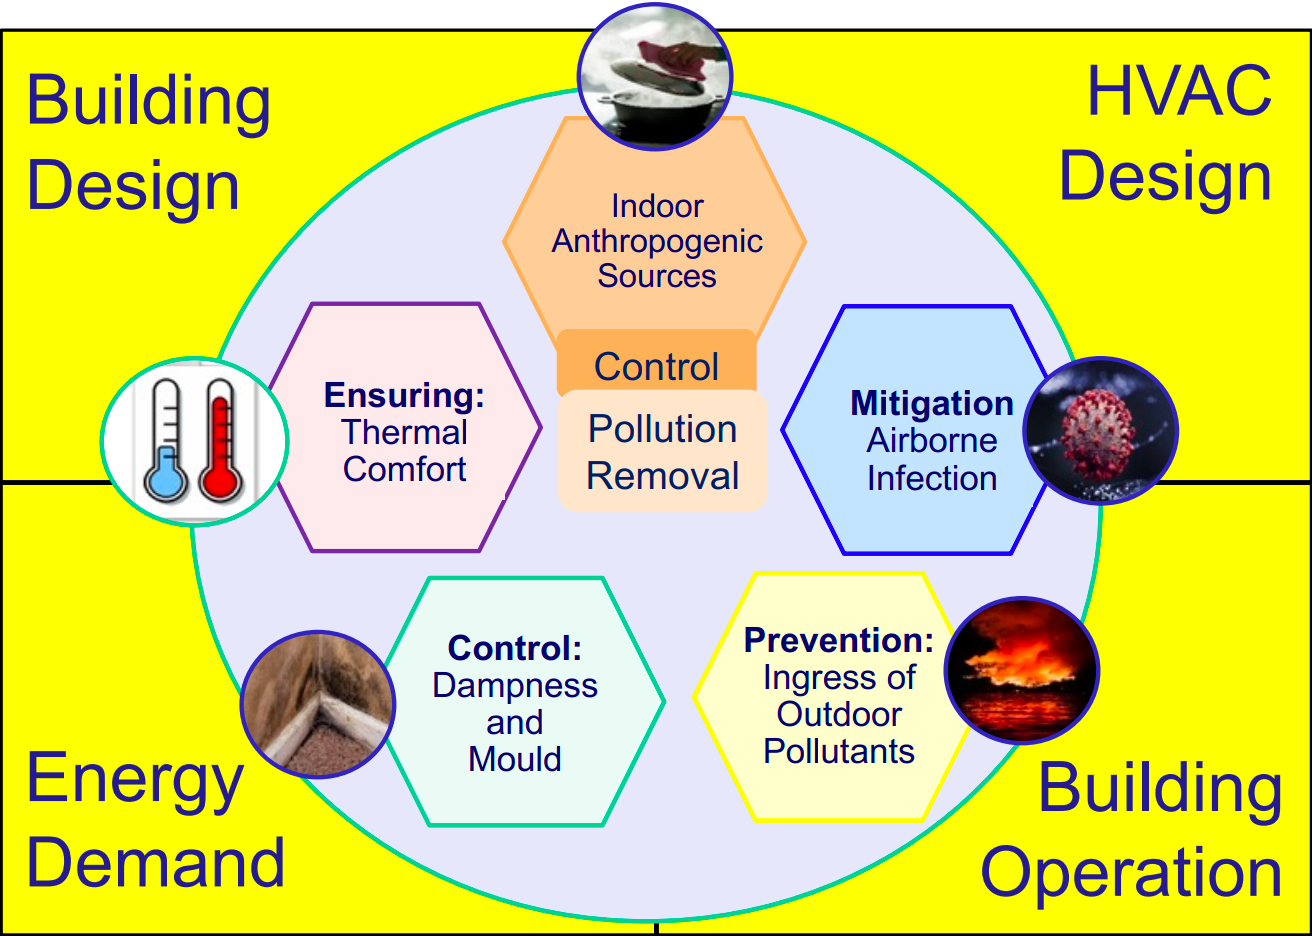 Building
Design
HVAC
Design
Indoor
Anthropogenic
Sources
Control
Pollution
Removal
Ensuring:
Thermal
Comfort
Mitigation
Airborne
Infection
Control:
Dampness
and
Mould
Prevention:
Ingress of
Outdoor
Pollutants
Energy
Demand
Building
Operation